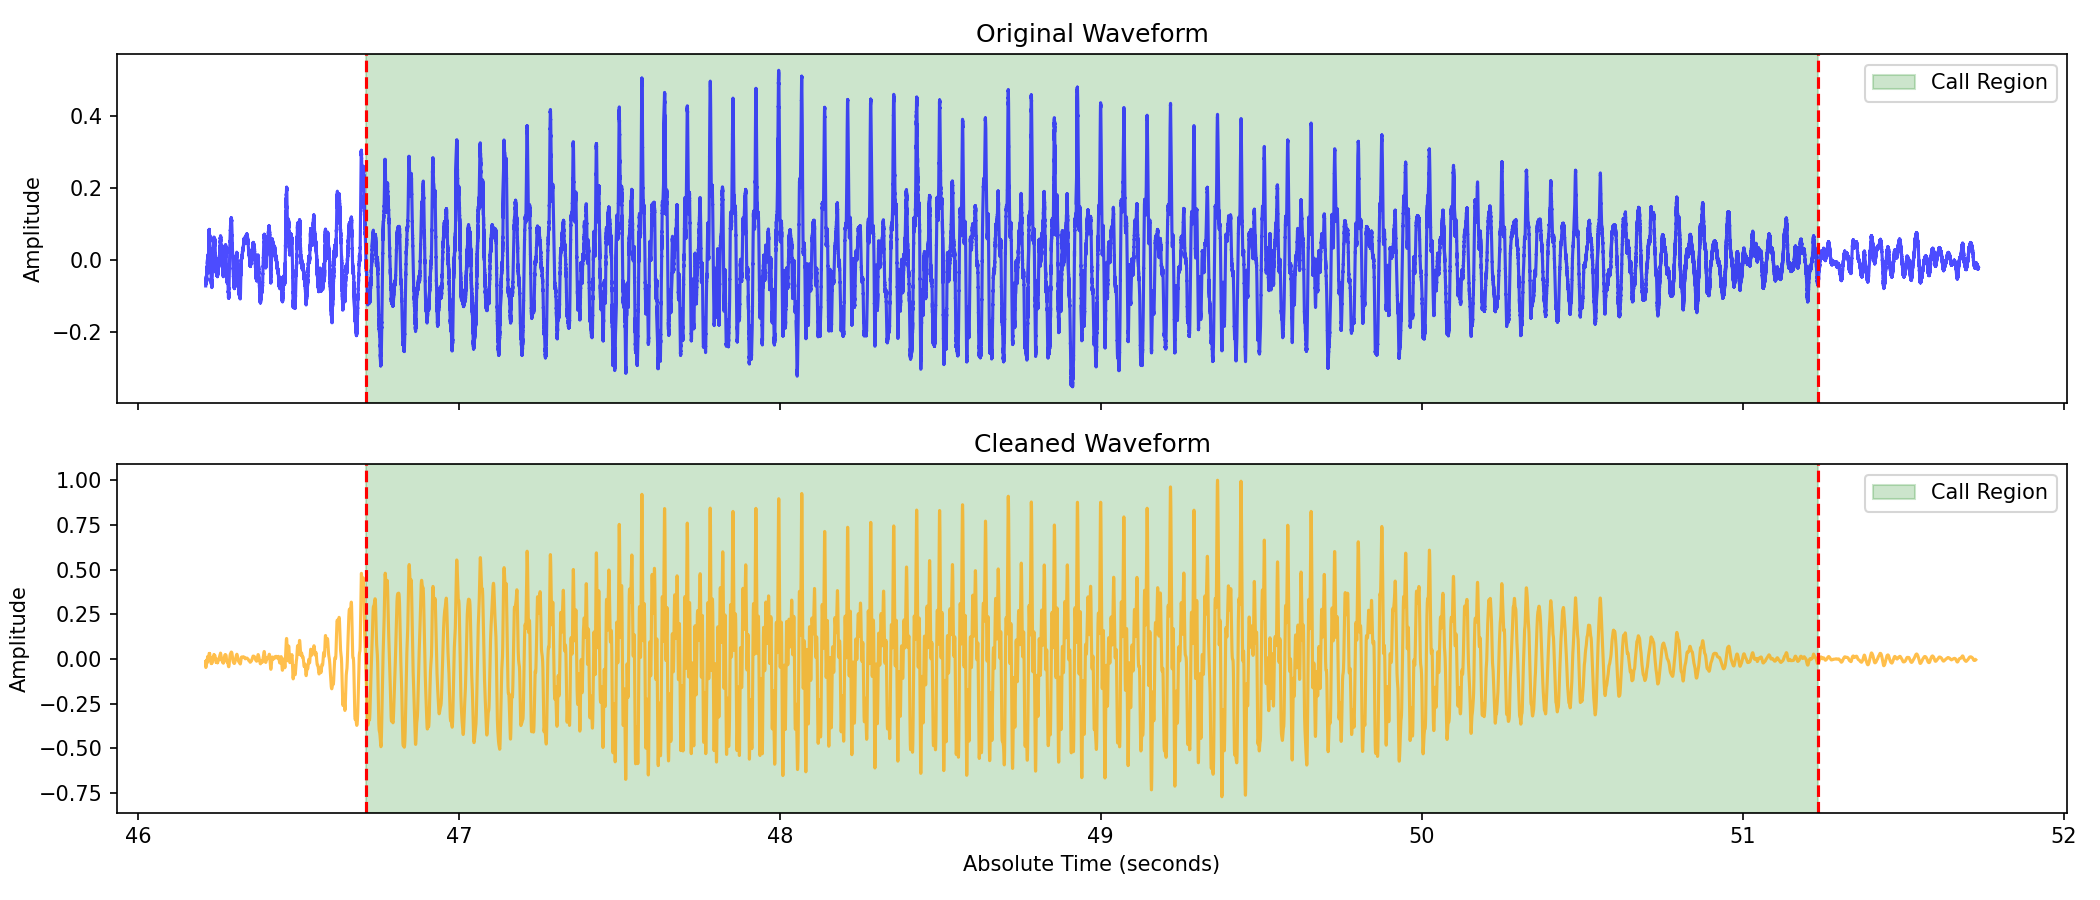 Original Waveform
Call Region
Amplitude
0.4
0.2
0.0
−0.2
Cleaned Waveform
Call Region
Amplitude
1.00
0.75
0.50
0.25
0.00
−0.25
−0.50
−0.75
46 47 48 49 50 51 52
Absolute Time (seconds)